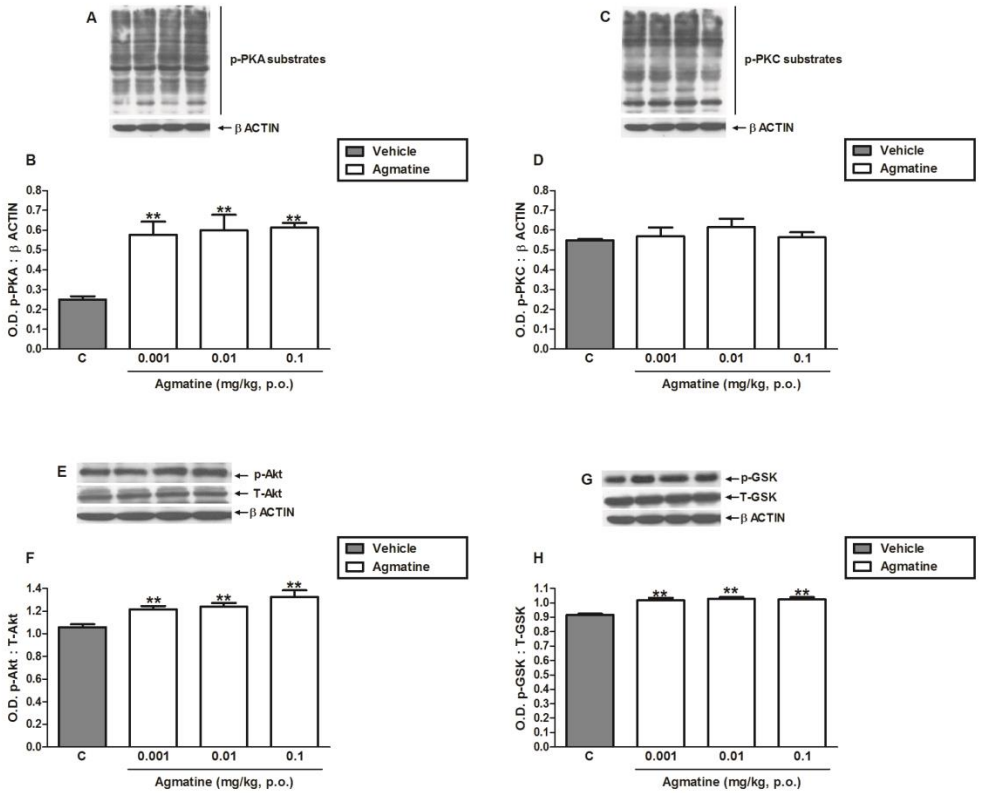 A
p-PKA substrates
β ACTIN
C
p-PKC substrates
β ACTIN
B
Vehicle
Agmatine
O.D. p-PKA : β ACTIN
0.8
0.7
0.6
0.5
0.4
0.3
0.2
0.1
0.0
** ** **
C 0.001 0.01 0.1
Agmatine (mg/kg, p.o.)
D
Vehicle
Agmatine
O.D. p-PKC : β ACTIN
0.8
0.7
0.6
0.5
0.4
0.3
0.2
0.1
0.0
C 0.001 0.01 0.1
Agmatine (mg/kg, p.o.)
E
p-Akt
T-Akt
β ACTIN
G
p-GSK
T-GSK
β ACTIN
F
Vehicle
Agmatine
O.D. p-Akt : T-Akt
1.4
1.2
1.0
0.8
0.6
0.4
0.2
0.0
** ** **
C 0.001 0.01 0.1
Agmatine (mg/kg, p.o.)
H
Vehicle
Agmatine
O.D. p-GSK : T-GSK
1.1
1.0
0.9
0.8
0.7
0.6
0.5
0.4
0.3
0.2
0.1
0.0
** ** **
C 0.001 0.01 0.1
Agmatine (mg/kg, p.o.)